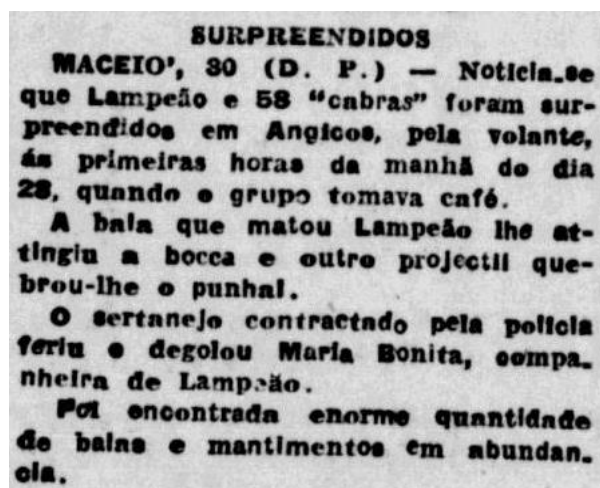 SURPREENDIDOS
MACEIO', 30 (D. P.) — Noticia-se
que Lampeão e 58 "cabras" foram sur-
preendidos em Angicos, pela volante,
ás primeiras horas da manhã do dia
28, quando o grupo tomava café.
A bala que matou Lampeão lhe at-
tingiu a bocca e outro projectil que-
brou-lhe o punhal.
O sertanejo contractado pela policia
feriu e degolou Maria Bonita, compa-
nheira de Lampeão.
Foi encontrada enorme quantidade
de balas e mantimentos em abundan-
cia.